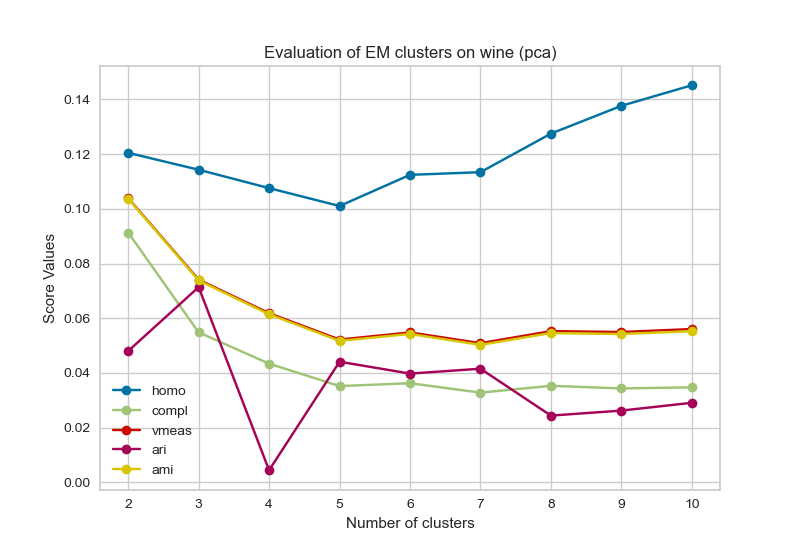 Evaluation of EM clusters on wine (pca)
Score Values
0.14
0.12
0.10
0.08
0.06
0.04
0.02
0.00
homo
compl
vmeas
ari
ami
2 3 4 5 6 7 8 9 10
Number of clusters